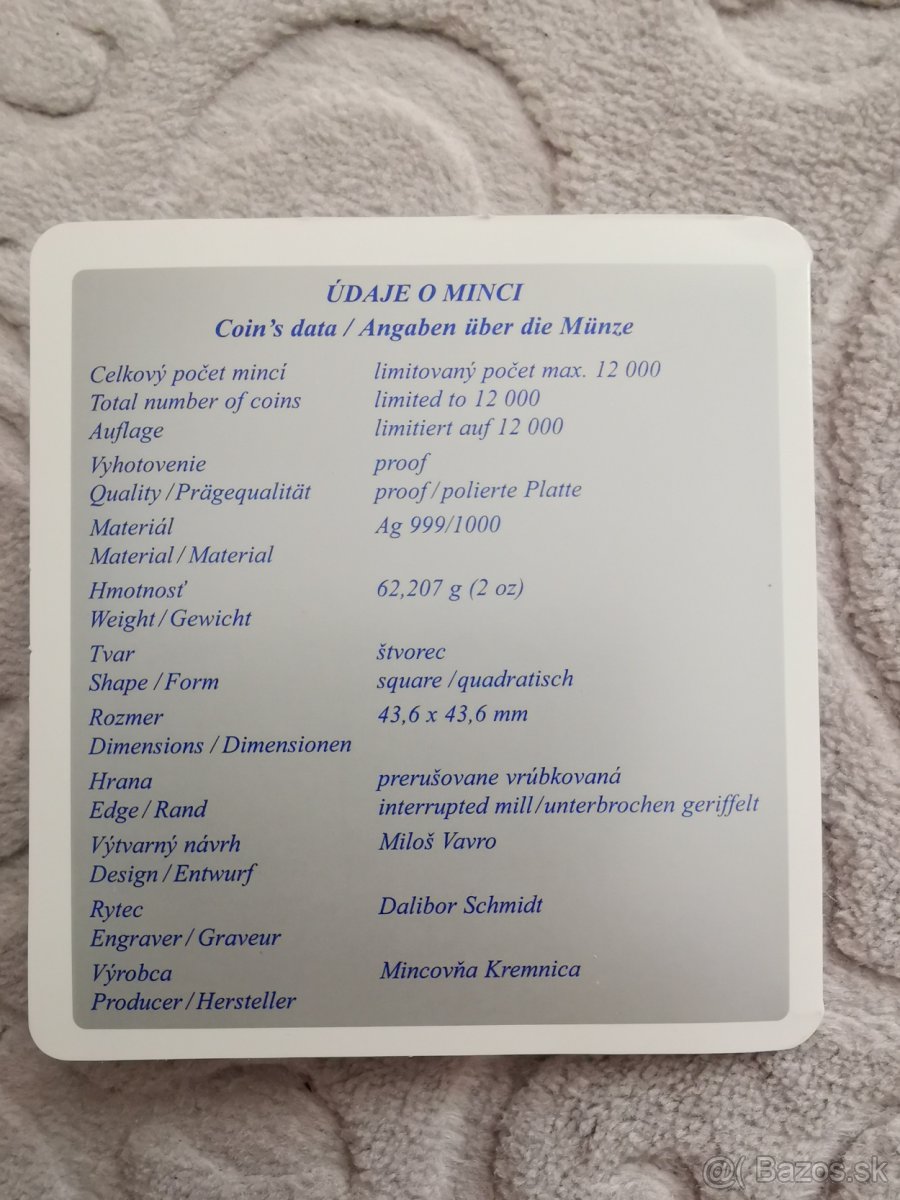 ÚDAJE O MINCI
Coin's data / Angaben über die Münze
Celkový počet mincí limitovaný počet max. 12 000
Total number of coins limited to 12 000
Auflage limitiert auf 12 000
Vyhotovenie proof
Quality / Prägequalität proof / polierte Platte
Materiál Ag 999/1000
Material / Material
Hmotnosť 62,207 g (2 oz)
Weight / Gewicht
Tvar štvorec
Shape / Form square / quadratisch
Rozmer 43,6 x 43,6 mm
Dimensions / Dimensionen
Hrana prerušovane vrúbkovaná
Edge / Rand interrupted mill / unterbrochen geriffelt
Výtvarný návrh Miloš Vavro
Design / Entwurf
Rytec Dalibor Schmidt
Engraver / Graveur
Výrobca Mincovňa Kremnica
Producer / Hersteller
@( Bazos.sk